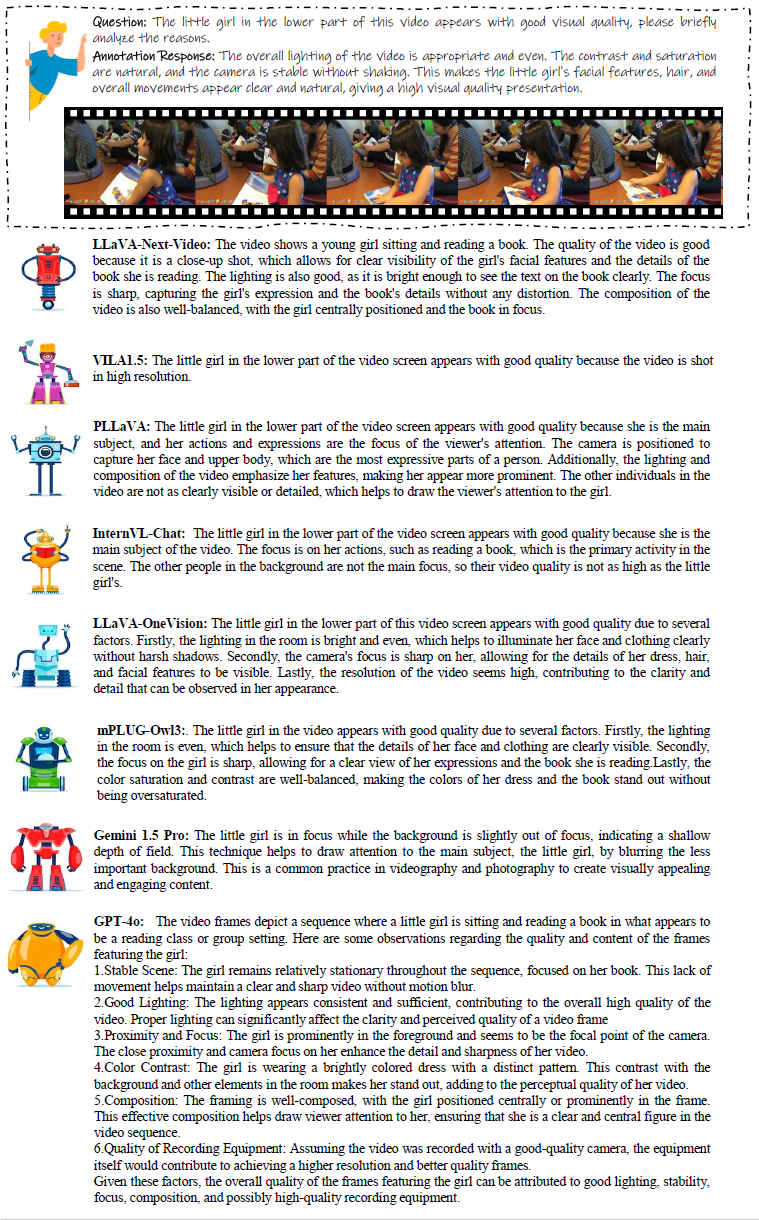 Question: The little girl in the lower part of this video appears with good visual quality, please briefly
analyze the reasons.
Annotation Response: The overall lighting of the video is appropriate and even. The contrast and saturation
are natural, and the camera is stable without shaking. This makes the little girl's facial features, hair, and
overall movements appear clear and natural, giving a high visual quality presentation.
LLaVA-Next-Video: The video shows a young girl sitting and reading a book. The quality of the video is good
because it is a close-up shot, which allows for clear visibility of the girl's facial features and the details of the
book she is reading. The lighting is also good, as it is bright enough to see the text on the book clearly. The focus
is sharp, capturing the girl's expression and the book's details without any distortion. The composition of the
video is also well-balanced, with the girl centrally positioned and the book in focus.
VILA1.5: The little girl in the lower part of the video screen appears with good quality because the video is shot
in high resolution.
PLLaVA: The little girl in the lower part of the video screen appears with good quality because she is the main
subject, and her actions and expressions are the focus of the viewer's attention. The camera is positioned to
capture her face and upper body, which are the most expressive parts of a person. Additionally, the lighting and
composition of the video emphasize her features, making her appear more prominent. The other individuals in the
video are not as clearly visible or detailed, which helps to draw the viewer's attention to the girl.
InternVL-Chat: The little girl in the lower part of the video screen appears with good quality because she is the
main subject of the video. The focus is on her actions, such as reading a book, which is the primary activity in the
scene. The other people in the background are not the main focus, so their video quality is not as high as the little
girl's.
LLaVA-OneVision: The little girl in the lower part of this video screen appears with good quality due to several
factors. Firstly, the lighting in the room is bright and even, which helps to illuminate her face and clothing clearly
without harsh shadows. Secondly, the camera's focus is sharp on her, allowing for the details of her dress, hair,
and facial features to be visible. Lastly, the resolution of the video seems high, contributing to the clarity and
detail that can be observed in her appearance.
mPLUG-Owl3:. The little girl in the video appears with good quality due to several factors. Firstly, the lighting
in the room is even, which helps to ensure that the details of her face and clothing are clearly visible. Secondly,
the focus on the girl is sharp, allowing for a clear view of her expressions and the book she is reading.Lastly, the
color saturation and contrast are well-balanced, making the colors of her dress and the book stand out without
being oversaturated.
Gemini 1.5 Pro: The little girl is in focus while the background is slightly out of focus, indicating a shallow
depth of field. This technique helps to draw attention to the main subject, the little girl, by blurring the less
important background. This is a common practice in videography and photography to create visually appealing
and engaging content.
GPT-4o: The video frames depict a sequence where a little girl is sitting and reading a book in what appears to
be a reading class or group setting. Here are some observations regarding the quality and content of the frames
featuring the girl:
1.Stable Scene: The girl remains relatively stationary throughout the sequence, focused on her book. This lack of
movement helps maintain a clear and sharp video without motion blur.
2.Good Lighting: The lighting appears consistent and sufficient, contributing to the overall high quality of the
video. Proper lighting can significantly affect the clarity and perceived quality of a video frame
3.Proximity and Focus: The girl is prominently in the foreground and seems to be the focal point of the camera.
The close proximity and camera focus on her enhance the detail and sharpness of her video.
4.Color Contrast: The girl is wearing a brightly colored dress with a distinct pattern. This contrast with the
background and other elements in the room makes her stand out, adding to the perceptual quality of her video.
5.Composition: The framing is well-composed, with the girl positioned centrally or prominently in the frame.
This effective composition helps draw viewer attention to her, ensuring that she is a clear and central figure in the
video sequence.
6.Quality of Recording Equipment: Assuming the video was recorded with a good-quality camera, the equipment
itself would contribute to achieving a higher resolution and better quality frames.
Given these factors, the overall quality of the frames featuring the girl can be attributed to good lighting, stability,
focus, composition, and possibly high-quality recording equipment.